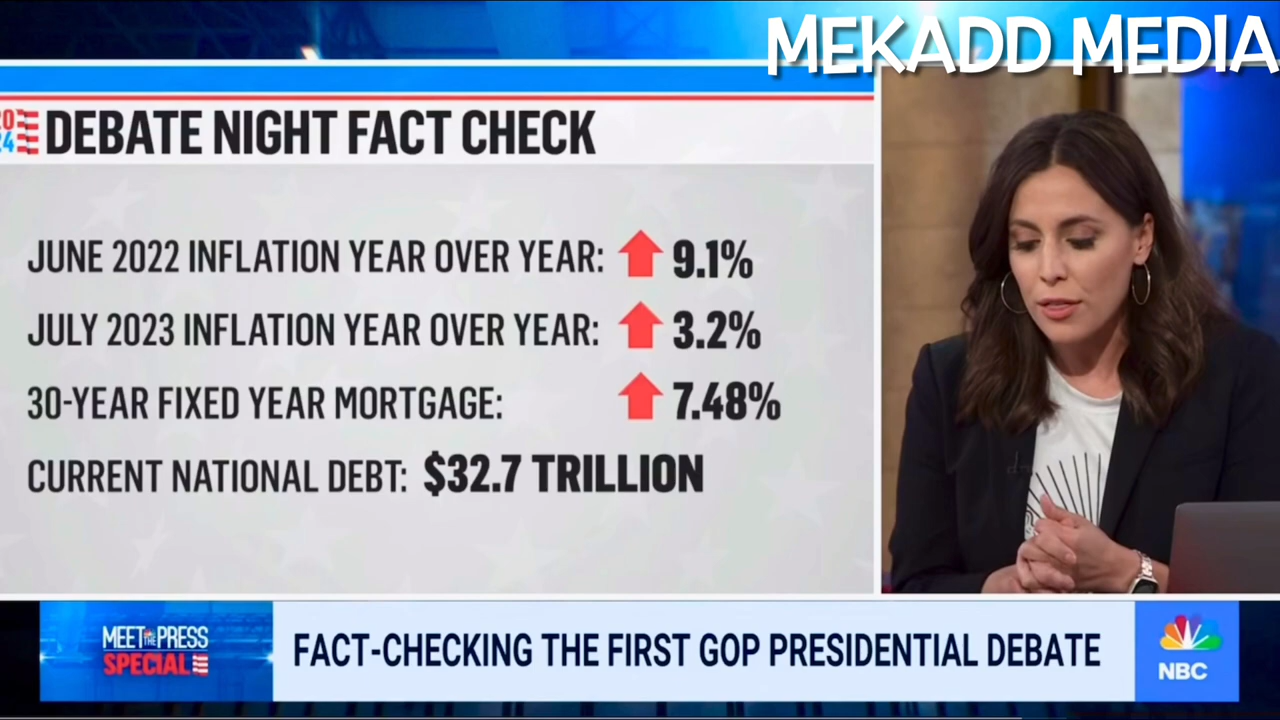 MEKADD MEDIA
2024
DEBATE NIGHT FACT CHECK
JUNE 2022 INFLATION YEAR OVER YEAR: 9.1%
JULY 2023 INFLATION YEAR OVER YEAR: 3.2%
30-YEAR FIXED YEAR MORTGAGE: 7.48%
CURRENT NATIONAL DEBT: $32.7 TRILLION
MEET THE PRESS
SPECIAL
FACT-CHECKING THE FIRST GOP PRESIDENTIAL DEBATE
NBC